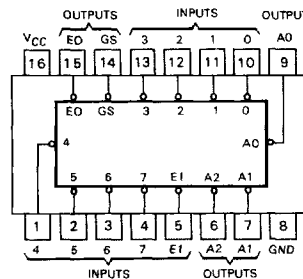 OUTPUTS INPUTS OUTPUT
VCC EO GS 3 2 1 0 A0
16 15 14 13 12 11 10 9
EO GS 3 2 1 0
4 A0
5 6 7 E1 A2 A1
1 2 3 4 5 6 7 8
4 5 6 7 E1 A2 A1 GND
INPUTS OUTPUTS